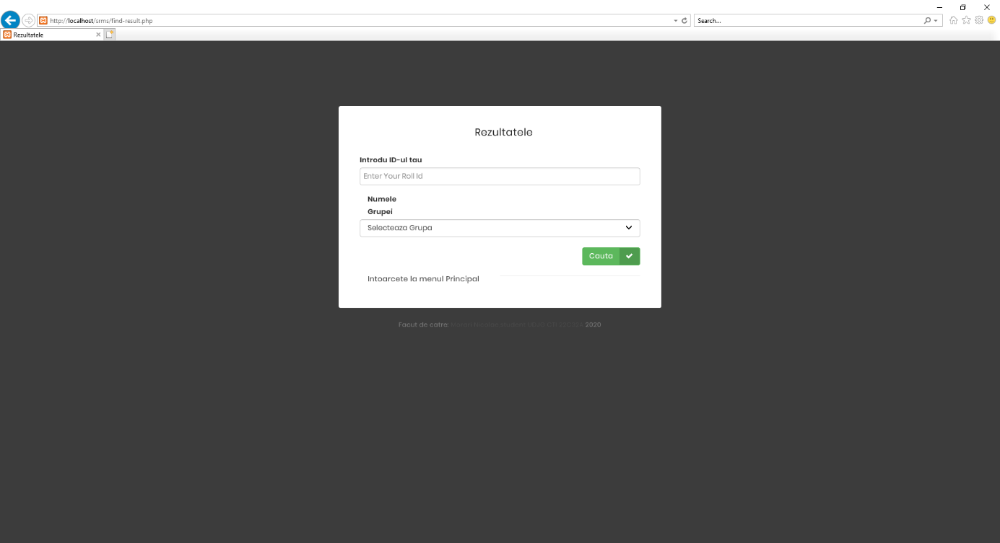 http://localhost/srms/find-result.php
Search...
Rezultatele
Rezultatele
Introdu ID-ul tau
Enter Your Roll Id
Numele
Grupei
Selecteaza Grupa
Cauta
Intoarcete la menul Principal
Facut de catre: 2020